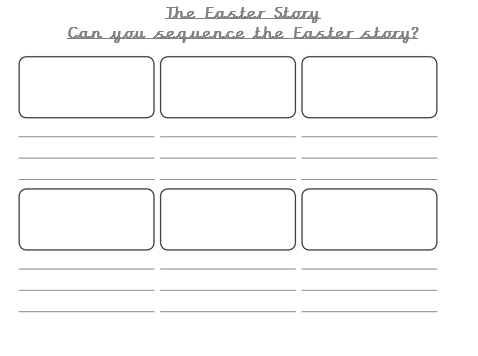 The Easter Story
Can you sequence the Easter story?